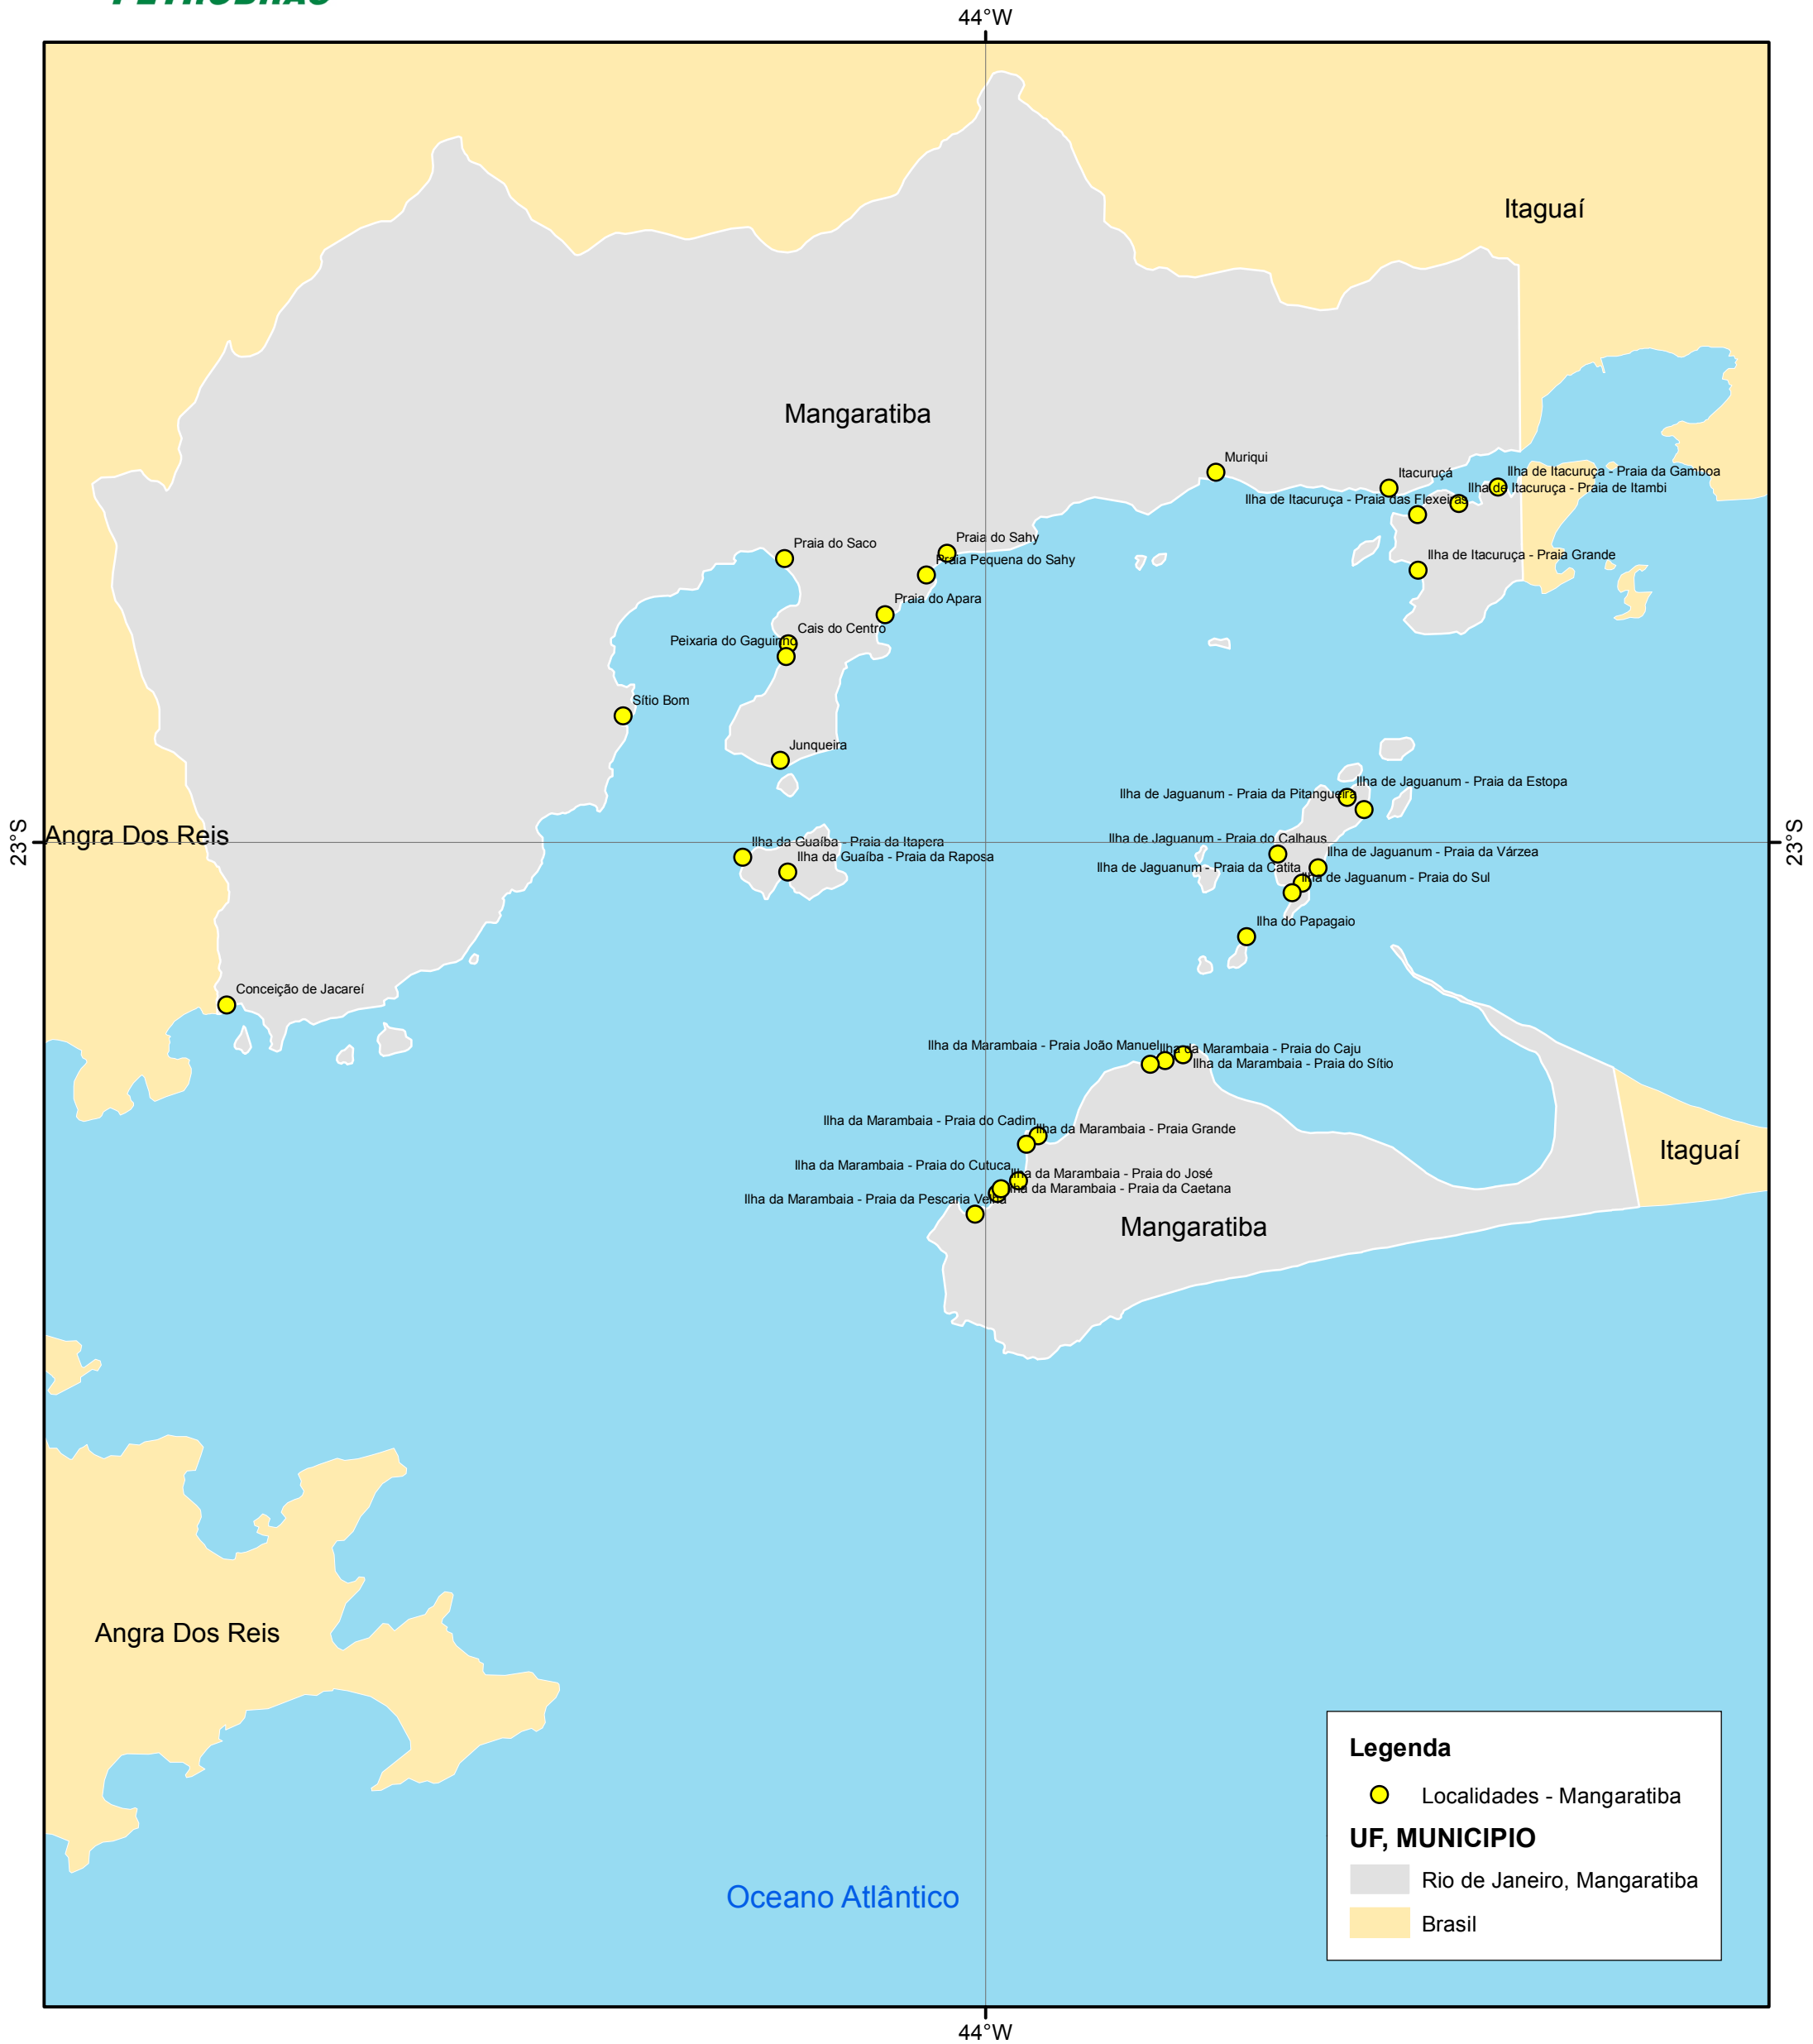 PETROBRAS
44°W
Itaguaí
Mangaratiba
Muriqui
Itacuruçá
Ilha de Itacuruça - Praia da Gamboa
Ilha de Itacuruça - Praia de Itambi
Ilha de Itacuruça - Praia das Flexeiras
Praia do Saco
Praia do Sahy
Praia Pequena do Sahy
Ilha de Itacuruça - Praia Grande
Praia do Apara
Cais do Centro
Peixaria do Gaguinho
Sítio Bom
Junqueira
Ilha de Jaguanum - Praia da Estopa
Ilha de Jaguanum - Praia da Pitangueira
23°S
Angra Dos Reis
Ilha da Guaíba - Praia da Itapera
Ilha de Jaguanum - Praia do Calhaus
23°S
Ilha da Guaíba - Praia da Raposa
Ilha de Jaguanum - Praia da Várzea
Ilha de Jaguanum - Praia da Catita
Ilha de Jaguanum - Praia do Sul
Ilha do Papagaio
Conceição de Jacareí
Ilha da Marambaia - Praia João Manuel
Ilha da Marambaia - Praia do Caju
Ilha da Marambaia - Praia do Sítio
Ilha da Marambaia - Praia do Cadim
Ilha da Marambaia - Praia Grande
Itaguaí
Ilha da Marambaia - Praia do Cutuca
Ilha da Marambaia - Praia do José
Ilha da Marambaia - Praia da Caetana
Ilha da Marambaia - Praia da Pescaria Velha
Mangaratiba
Angra Dos Reis
Legenda
Localidades - Mangaratiba
UF, MUNICIPIO
Rio de Janeiro, Mangaratiba
Brasil
Oceano Atlântico
44°W